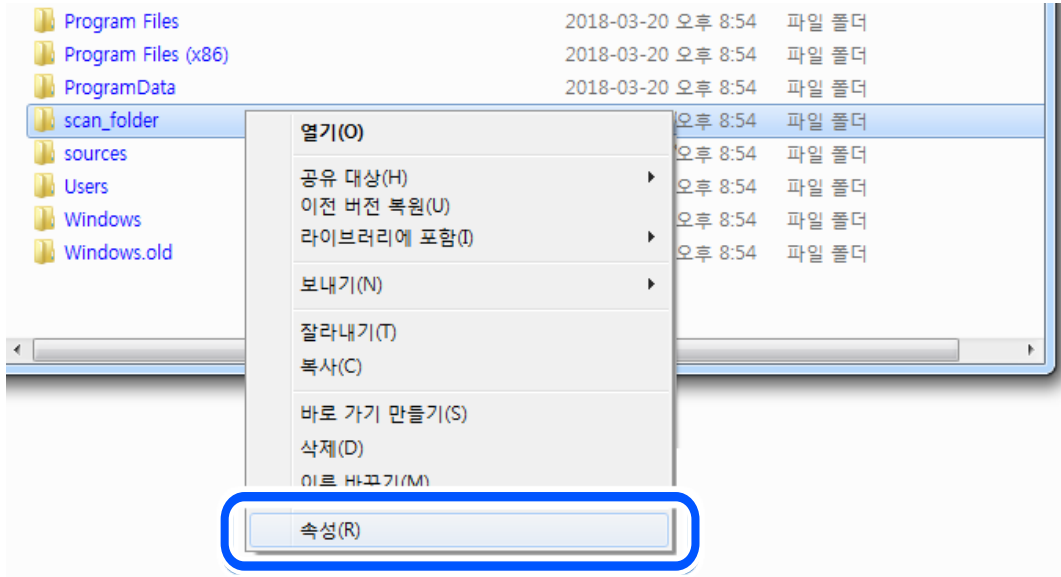 Program Files 2018-03-20 오후 8:54 파일 폴더
Program Files (x86) 2018-03-20 오후 8:54 파일 폴더
ProgramData 2018-03-20 오후 8:54 파일 폴더
scan_folder 오후 8:54 파일 폴더
sources 오후 8:54 파일 폴더
Users 오후 8:54 파일 폴더
Windows 오후 8:54 파일 폴더
Windows.old 오후 8:54 파일 폴더
열기(O)
공유 대상(H)
이전 버전 복원(U)
라이브러리에 포함(I)
보내기(N)
잘라내기(T)
복사(C)
바로 가기 만들기(S)
삭제(D)
이름 바꾸기(M)
속성(R)